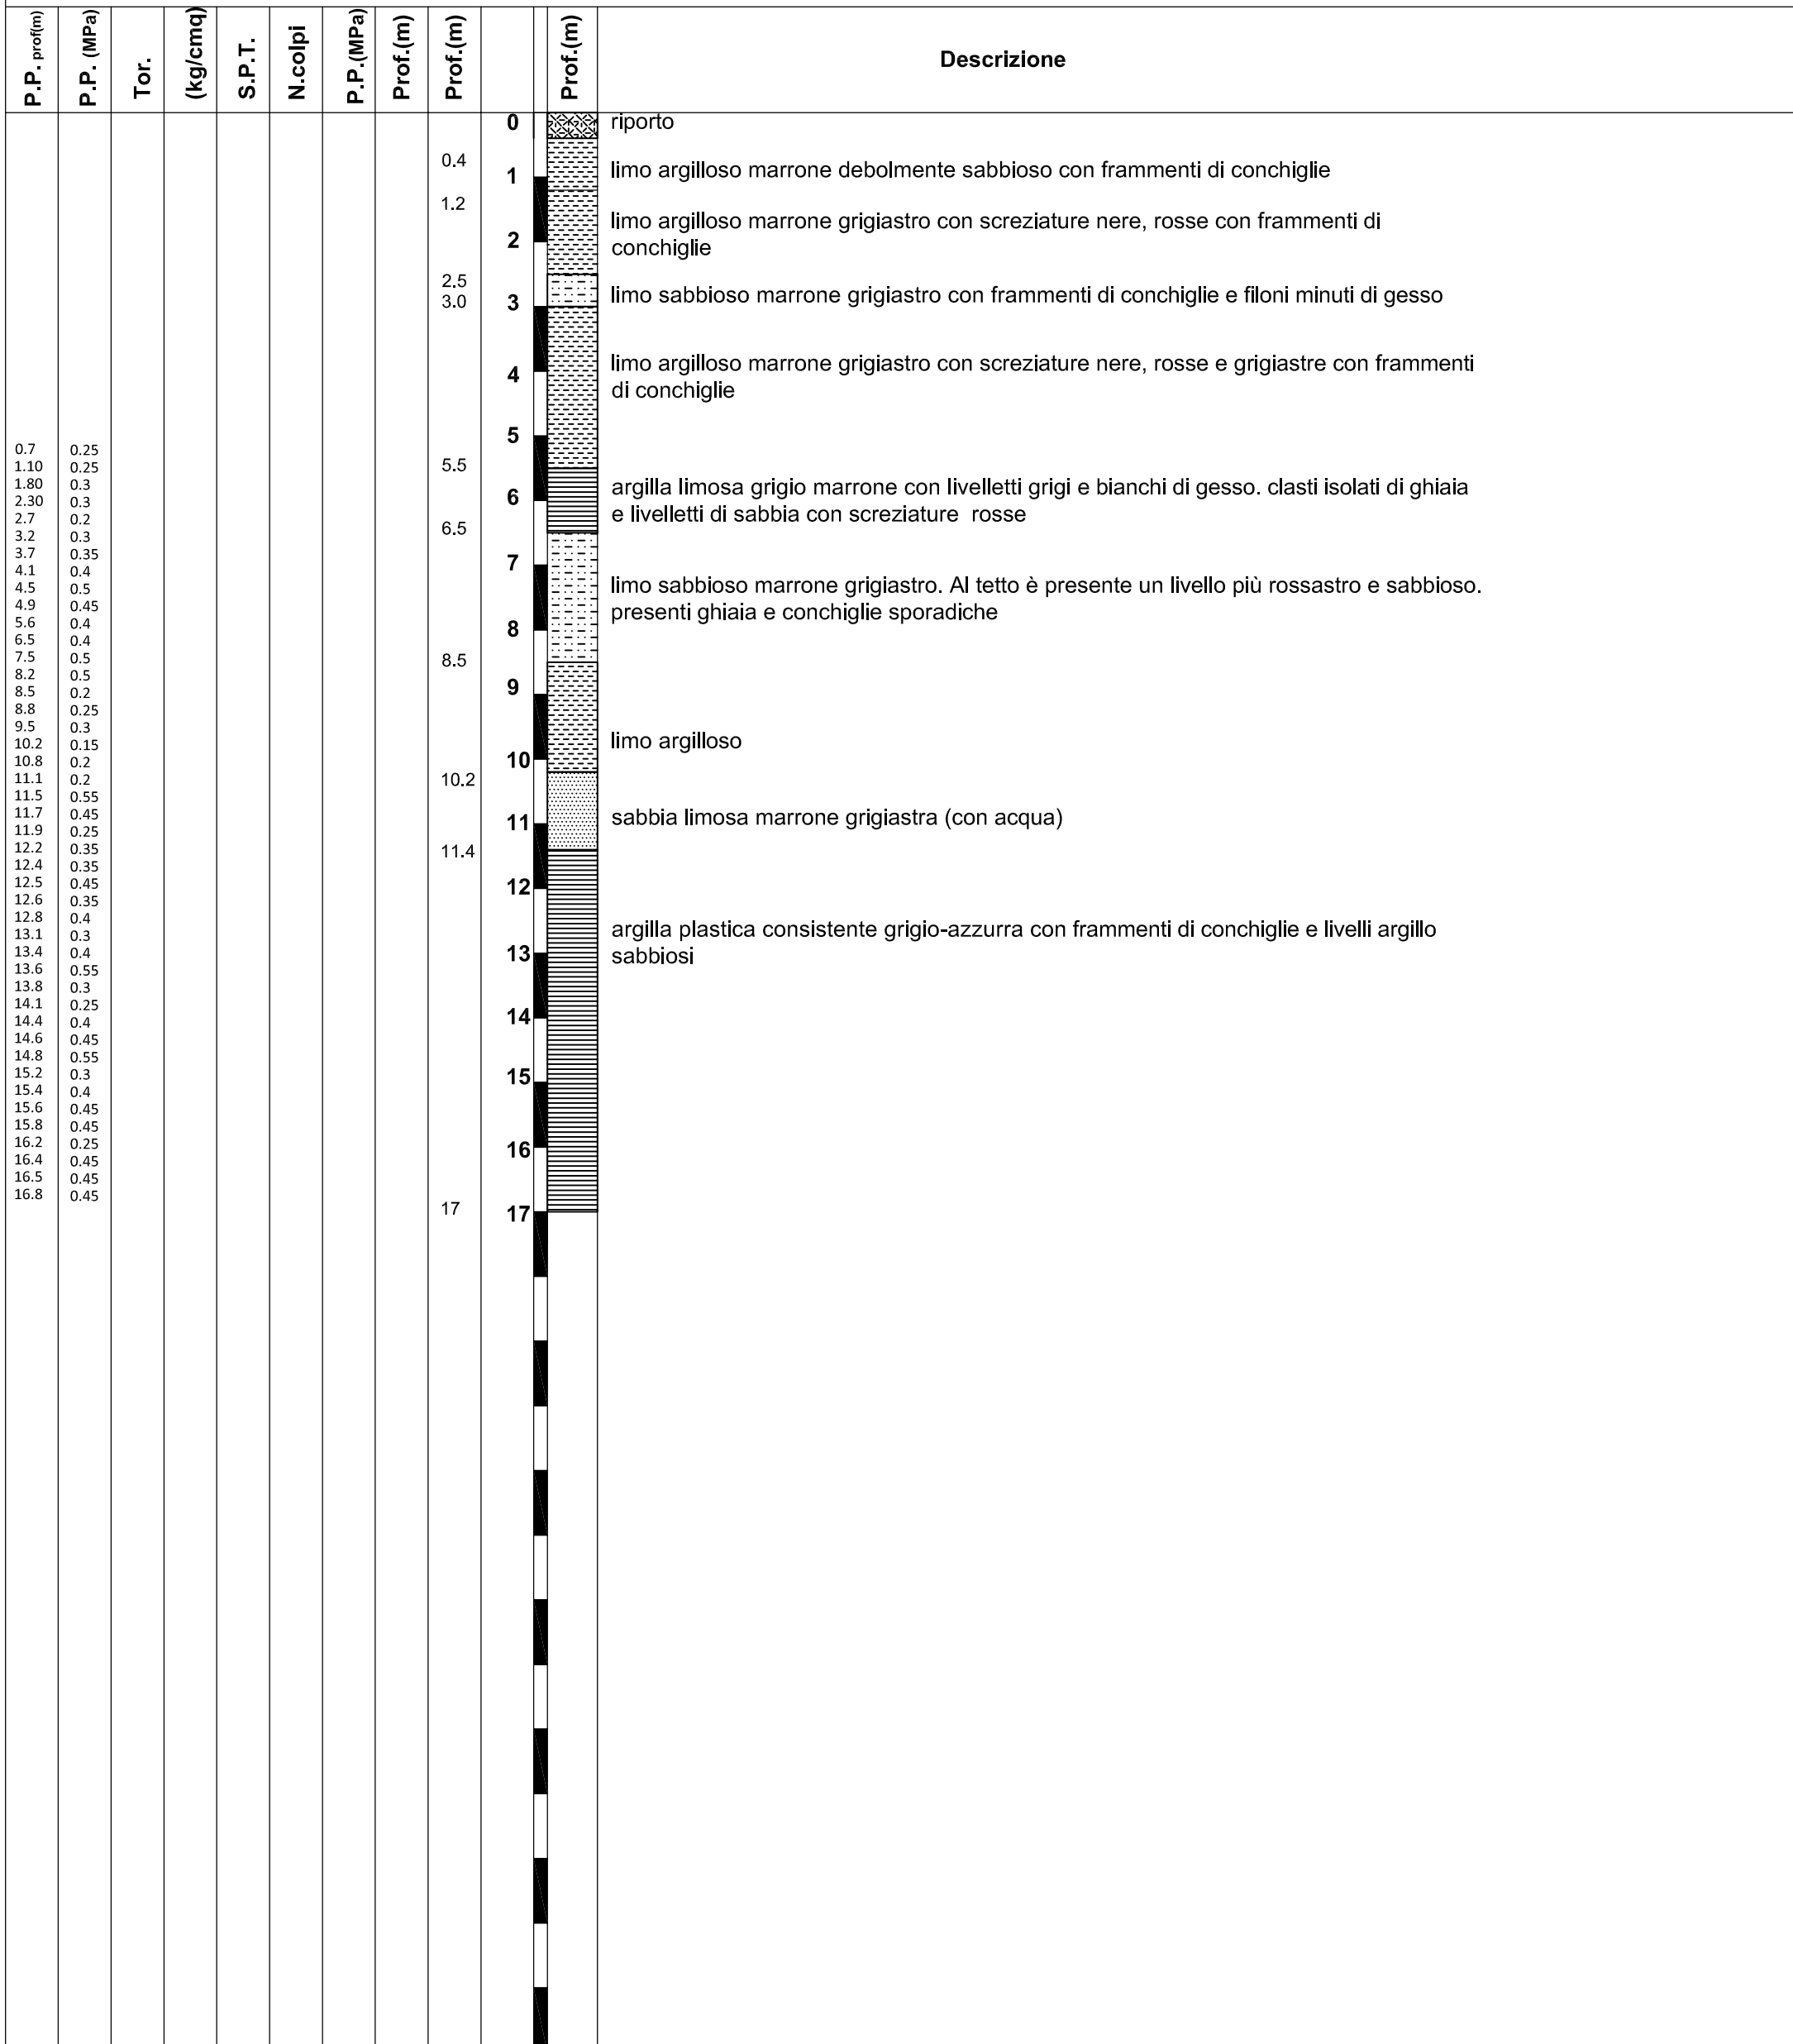 P.P. prof(m)
P.P. (MPa)
Tor.
(kg/cmq)
S.P.T.
N.colpi
P.P.(MPa)
Prof.(m)
Prof.(m)
Prof.(m)
Descrizione
0 riporto
0.4
1 limo argilloso marrone debolmente sabbioso con frammenti di conchiglie
1.2
limo argilloso marrone grigiastro con screziature nere, rosse con frammenti di
2 conchiglie
2.5
3.0 3 limo sabbioso marrone grigiastro con frammenti di conchiglie e filoni minuti di gesso
limo argilloso marrone grigiastro con screziature nere, rosse e grigiastre con frammenti
4 di conchiglie
5
0.7 0.25
1.10 0.25 5.5
1.80 0.3 argilla limosa grigio marrone con livelletti grigi e bianchi di gesso. clasti isolati di ghiaia
2.30 0.3 6
2.7 0.2 e livelletti di sabbia con screziature rosse
3.2 0.3 6.5
3.7 0.35 7
4.1 0.4
4.5 0.5 limo sabbioso marrone grigiastro. Al tetto è presente un livello più rossastro e sabbioso.
4.9 0.45 presenti ghiaia e conchiglie sporadiche
5.6 0.4 8
6.5 0.4
7.5 0.5 8.5
8.2 0.5
8.5 0.2 9
8.8 0.25
9.5 0.3
10.2 0.15 limo argilloso
10.8 0.2 10
11.1 0.2 10.2
11.5 0.55
11.7 0.45 sabbia limosa marrone grigiastra (con acqua)
11.9 0.25 11
12.2 0.35 11.4
12.4 0.35
12.5 0.45 12
12.6 0.35
12.8 0.4
13.1 0.3 argilla plastica consistente grigio-azzurra con frammenti di conchiglie e livelli argillo
13.4 0.4 13 sabbiosi
13.6 0.55
13.8 0.3
14.1 0.25
14.4 0.4 14
14.6 0.45
14.8 0.55
15.2 0.3 15
15.4 0.4
15.6 0.45
15.8 0.45
16.2 0.25 16
16.4 0.45
16.5 0.45
16.8 0.45
17 17